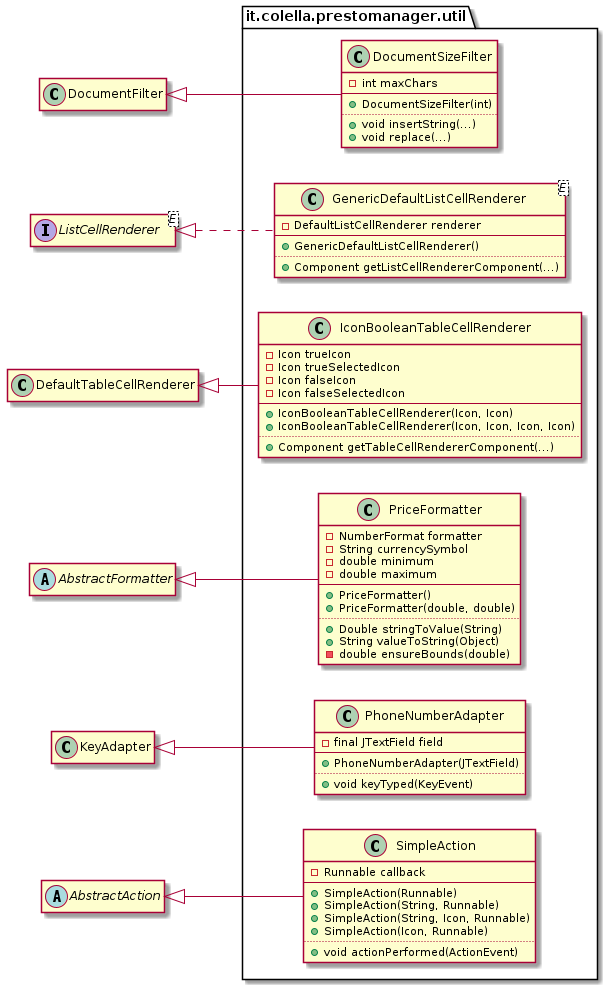 it.colella.prestomanager.util
C DocumentFilter
C DocumentSizeFilter
int maxChars
DocumentSizeFilter(int)
void insertString(...)
void replace(...)
I ListCellRenderer
E
C GenericDefaultListCellRenderer
E
DefaultListCellRenderer renderer
GenericDefaultListCellRenderer()
Component getListCellRendererComponent(...)
C DefaultTableCellRenderer
C IconBooleanTableCellRenderer
Icon trueIcon
Icon trueSelectedIcon
Icon falseIcon
Icon falseSelectedIcon
IconBooleanTableCellRenderer(Icon, Icon)
IconBooleanTableCellRenderer(Icon, Icon, Icon, Icon)
Component getTableCellRendererComponent(...)
A AbstractFormatter
C PriceFormatter
NumberFormat formatter
String currencySymbol
double minimum
double maximum
PriceFormatter()
PriceFormatter(double, double)
Double stringToValue(String)
String valueToString(Object)
double ensureBounds(double)
C KeyAdapter
C PhoneNumberAdapter
final JTextField field
PhoneNumberAdapter(JTextField)
void keyTyped(KeyEvent)
A AbstractAction
C SimpleAction
Runnable callback
SimpleAction(Runnable)
SimpleAction(String, Runnable)
SimpleAction(String, Icon, Runnable)
SimpleAction(Icon, Runnable)
void actionPerformed(ActionEvent)